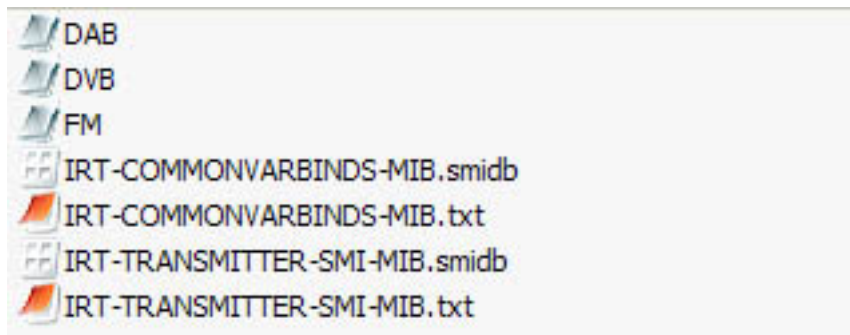 DAB
DVB
FM
IRT-COMMONVARBINDS-MIB.smidb
IRT-COMMONVARBINDS-MIB.txt
IRT-TRANSMITTER-SMI-MIB.smidb
IRT-TRANSMITTER-SMI-MIB.txt